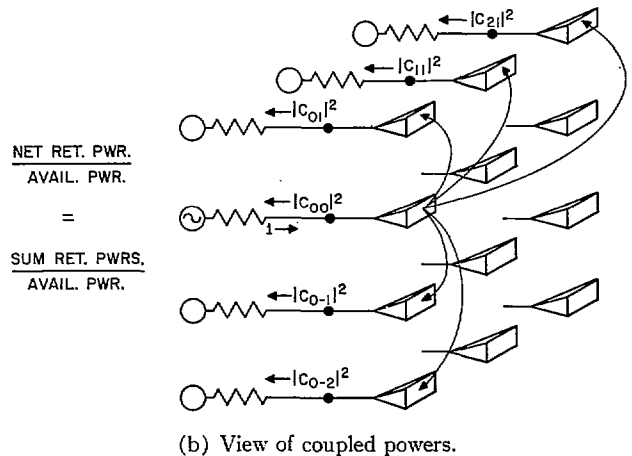 |C21|²
|C11|²
|C01|²
NET RET. PWR.
AVAIL. PWR.
|C00|²
1
=
SUM RET. PWRS.
AVAIL. PWR.
|C0-1|²
|C0-2|²
(b) View of coupled powers.